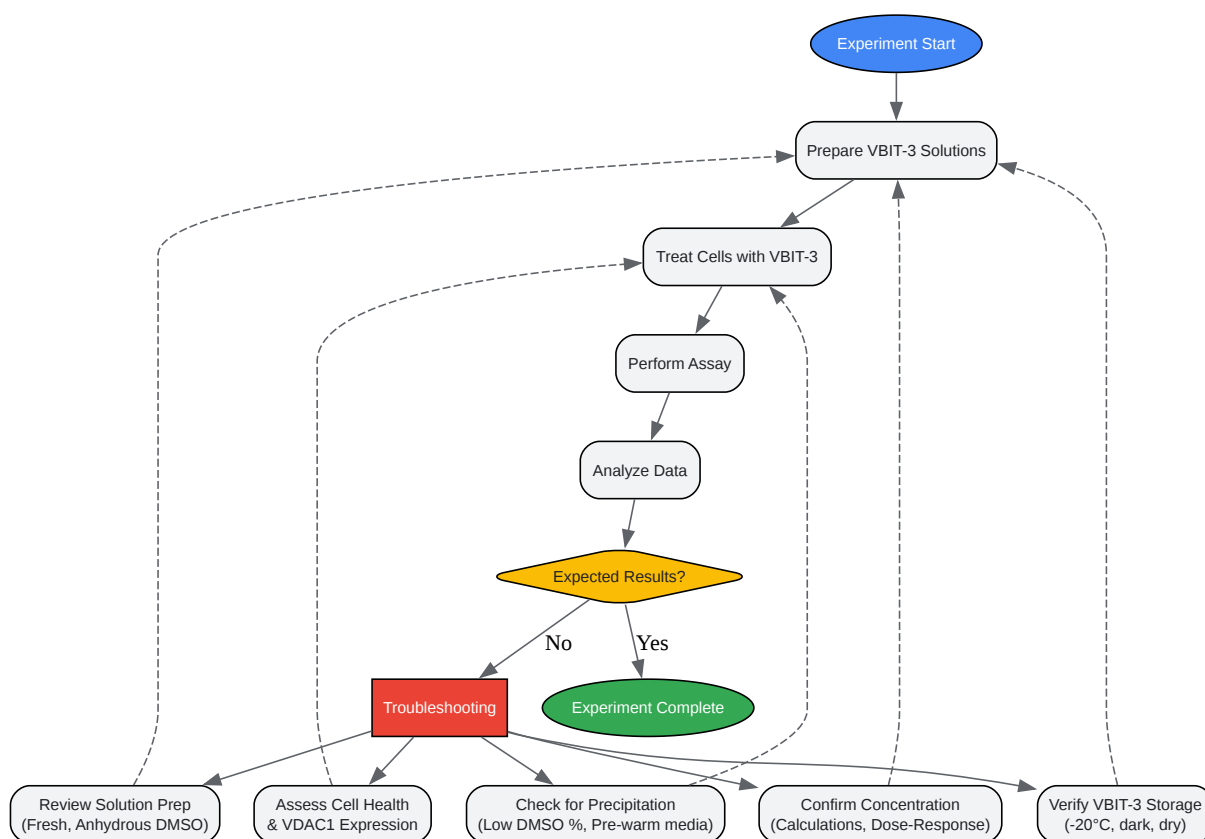 Experiment Start
Prepare VBIT-3 Solutions
Treat Cells with VBIT-3
Perform Assay
Analyze Data
Expected Results?
No
Yes
Troubleshooting
Experiment Complete
Review Solution Prep
(Fresh, Anhydrous DMSO)
Assess Cell Health
& VDAC1 Expression
Check for Precipitation
(Low DMSO %, Pre-warm media)
Confirm Concentration
(Calculations, Dose-Response)
Verify VBIT-3 Storage
(-20°C, dark, dry)